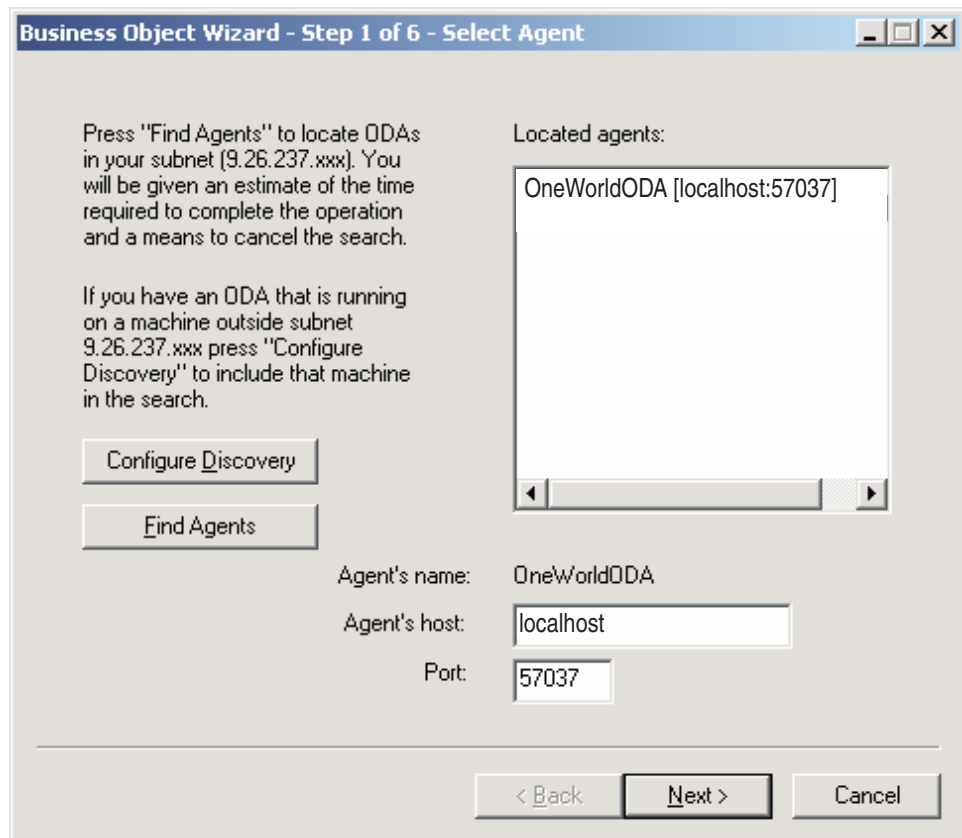 Business Object Wizard - Step 1 of 6 - Select Agent
Press "Find Agents" to locate ODAs
in your subnet (9.26.237.xxx). You
will be given an estimate of the time
required to complete the operation
and a means to cancel the search.
If you have an ODA that is running
on a machine outside subnet
9.26.237.xxx press "Configure
Discovery" to include that machine
in the search.
Configure Discovery
Find Agents
Located agents:
OneWorldODA [localhost:57037]
Agent's name: OneWorldODA
Agent's host: localhost
Port: 57037
< Back Next > Cancel